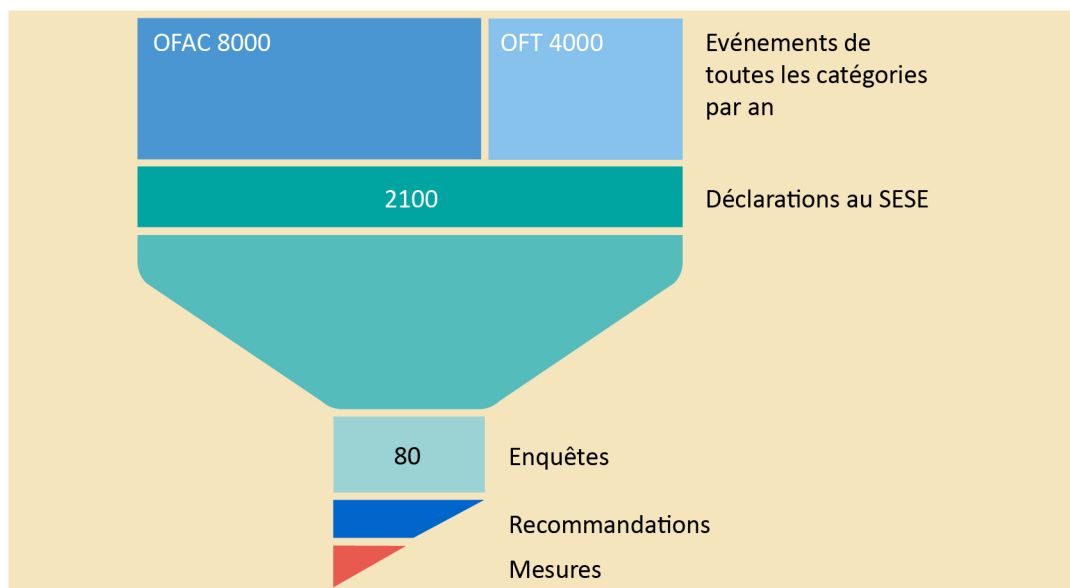 OFAC 8000
OFT 4000
Evénements de
toutes les catégories
par an
2100
Déclarations au SESE
80
Enquêtes
Recommandations
Mesures